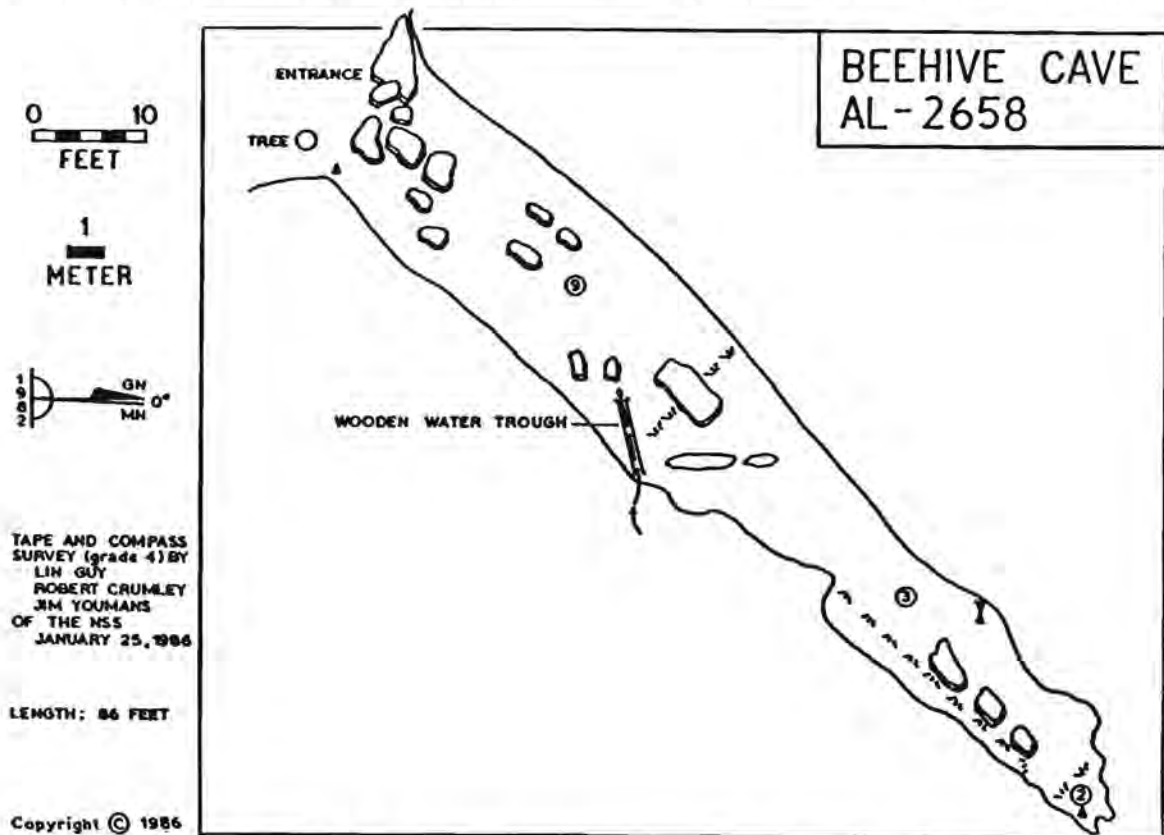 BEEHIVE CAVE
AL-2658
ENTRANCE
0 10
FEET
TREE
1
METER
9
1982
GN
0°
MN
WOODEN WATER TROUGH
TAPE AND COMPASS
SURVEY (grade 4) BY
LIN GUY
ROBERT CRUMLEY
JIM YOUMANS
OF THE NSS
JANUARY 25, 1986
3
LENGTH: 86 FEET
2
Copyright © 1986